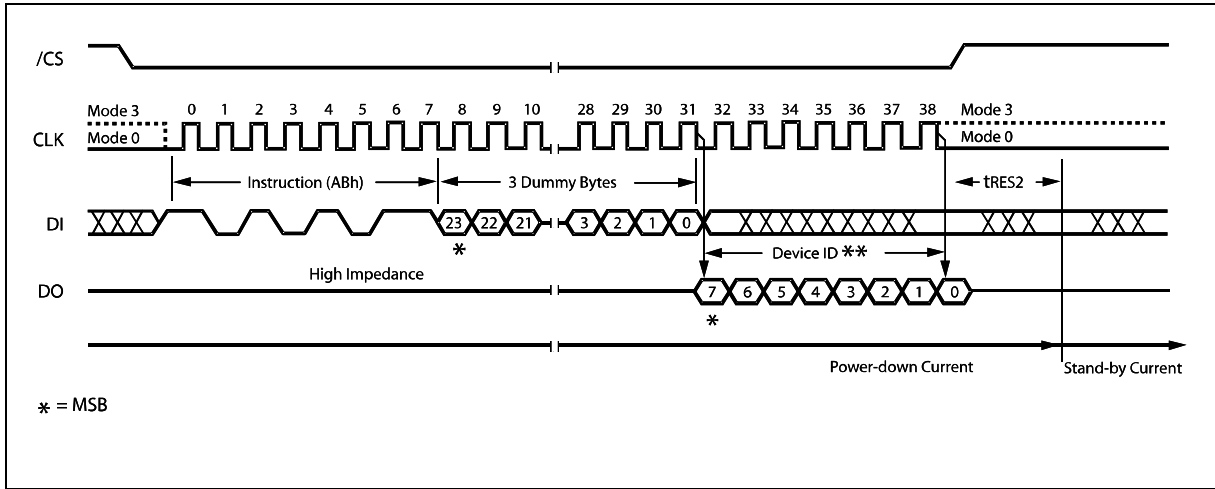 /CS
Mode 3 0 1 2 3 4 5 6 7 8 9 10 28 29 30 31 32 33 34 35 36 37 38 Mode 3
CLK Mode 0 Mode 0
Instruction (ABh) 3 Dummy Bytes tRES2
DI 23 22 21 3 2 1 0
* Device ID **
High Impedance
DO 7 6 5 4 3 2 1 0
*
Power-down Current Stand-by Current
* = MSB